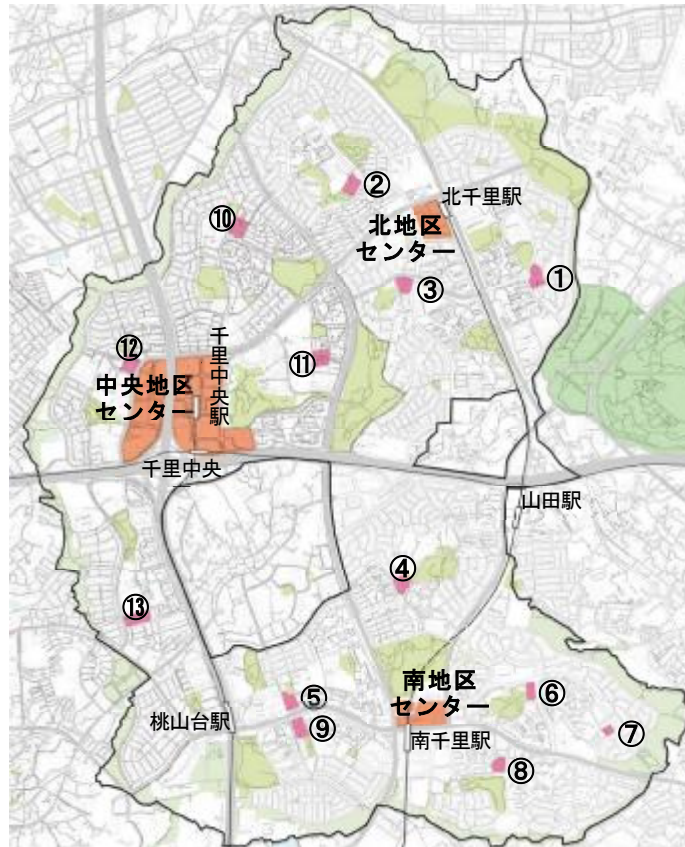 ②
北千里駅
⑩
北地区
センター
①
③
千里中央駅
⑫
⑪
中央地区
センター
千里中央
山田駅
④
⑬
南地区
センター
⑥
⑤
桃山台駅
⑨
南千里駅
⑦
⑧